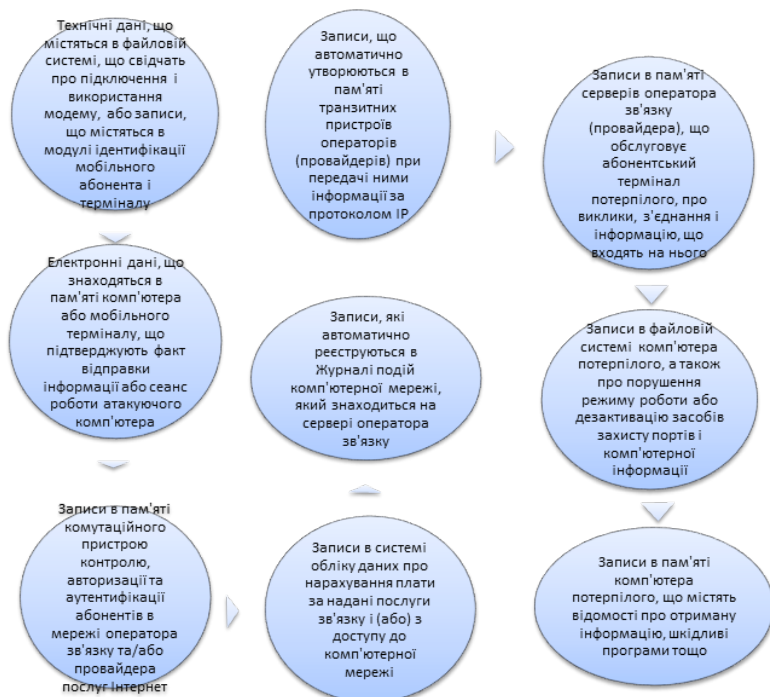 Технічні дані, що
містяться в файловій
системі, що свідчать
про підключення і
використання
модему, або записи,
що містяться в
модулі ідентифікації
мобільного
абонента і
терміналу
Електронні дані, що
знаходяться в
пам'яті комп'ютера
або мобільного
терміналу, що
підтверджують факт
відправки
інформації або сеанс
роботи атакуючого
комп'ютера
Записи в пам'яті
комутаційного
пристрою
контролю,
авторизації та
аутентифікації
абонентів в
мережі оператора
зв'язку та/або
провайдера
послуг Інтернет
Записи в системі
обліку даних про
нарахування плати
за надані послуги
зв'язку і (або) з
доступу до
комп'ютерної
мережі
Записи, які
автоматично
реєструються в
Журналі подій
комп'ютерної мережі,
який знаходиться на
сервері оператора
зв'язку
Записи, що
автоматично
утворюються в
пам'яті
транзитних
пристроїв
операторів
(провайдерів) при
передачі ними
інформації за
протоколом IP
Записи в пам'яті
серверів оператора
зв'язку
(провайдера), що
обслуговує
абонентський
термінал
потерпілого, про
виклики, з'єднання і
інформацію, що
входять на нього
Записи в файловій
системі комп'ютера
потерпілого, а також
про порушення
режиму роботи або
дезактивацію засобів
захисту портів і
комп'ютерної
інформації
Записи в пам'яті
комп'ютера
потерпілого, що містять
відомості про отриману
інформацію, шкідливі
програми тощо